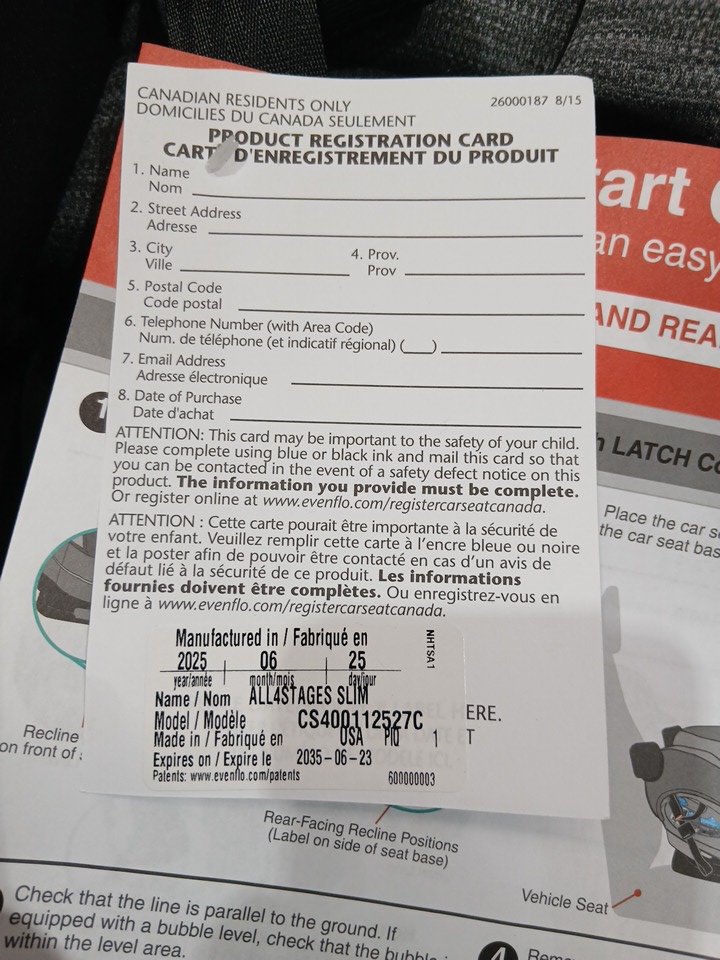 CANADIAN RESIDENTS ONLY
DOMICILIES DU CANADA SEULEMENT
26000187 8/15
PRODUCT REGISTRATION CARD
D'ENREGISTREMENT DU PRODUIT
1. Name
Nom
2. Street Address
Adresse
3. City
Ville
4. Prov.
Prov
5. Postal Code
Code postal
6. Telephone Number (with Area Code)
Num. de téléphone (et indicatif régional) (___)
7. Email Address
Adresse électronique
8. Date of Purchase
Date d'achat
ATTENTION: This card may be important to the safety of your child.
Please complete using blue or black ink and mail this card so that
you can be contacted in the event of a safety defect notice on this
product. The information you provide must be complete.
Or register online at www.evenflo.com/registercarseatcanada.
ATTENTION : Cette carte pourait être importante à la sécurité de
votre enfant. Veuillez remplir cette carte à l'encre bleue ou noire
et la poster afin de pouvoir être contacté en cas d'un avis de
défaut lié à la sécurité de ce produit. Les informations
fournies doivent être complètes. Ou enregistrez-vous en
ligne à www.evenflo.com/registercarseatcanada.
Manufactured in / Fabriqué en
2025 06 25
year/année month/mois day/jour
Name / Nom ALL4STAGES SLIM
Model / Modèle CS400112527C
Made in / Fabriqué en USA PIQ 1
Expires on / Expire le 2035-06-23
Patents: www.evenflo.com/patents 600000003
NHTSA1
ERE.
T
tart
an easy
AND REA
LATCH Co
Place the car
the car seat bas
1
Recline
on front of
Rear-Facing Recline Positions
(Label on side of seat base)
Vehicle Seat
Check that the line is parallel to the ground. If
equipped with a bubble level, check that the bubble
within the level area.
4
Remo